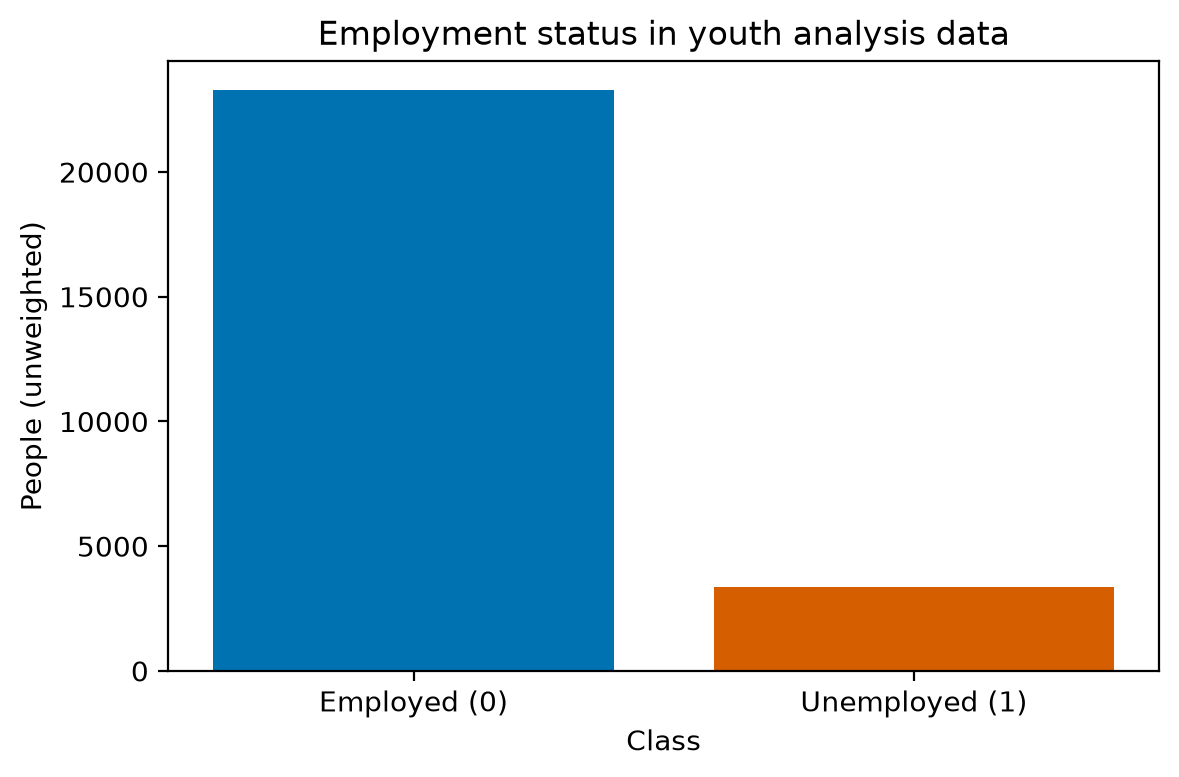 Employment status in youth analysis data
People (unweighted)
20000
15000
10000
5000
0
Employed (0)
Unemployed (1)
Class